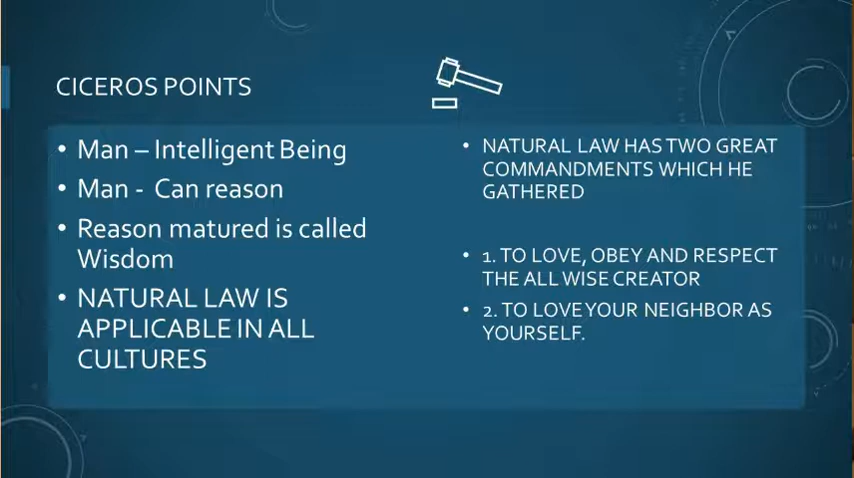 CICEROS POINTS
• Man – Intelligent Being
• Man - Can reason
• Reason matured is called
Wisdom
• NATURAL LAW IS
APPLICABLE IN ALL
CULTURES
• NATURAL LAW HAS TWO GREAT
COMMANDMENTS WHICH HE
GATHERED
• 1. TO LOVE, OBEY AND RESPECT
THE ALL WISE CREATOR
• 2. TO LOVE YOUR NEIGHBOR AS
YOURSELF.